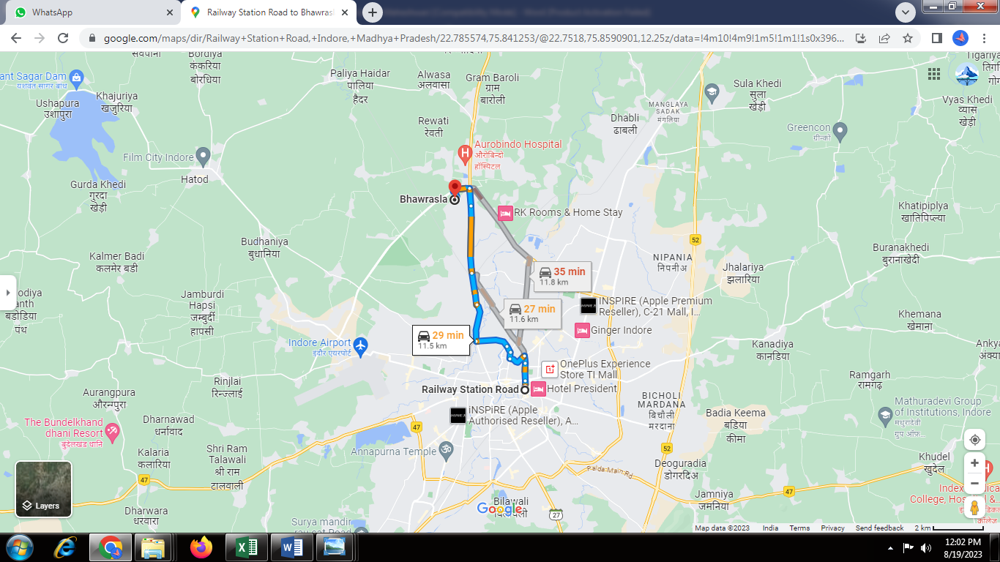 WhatsApp
Railway Station Road to Bhawrasl
google.com/maps/dir/Railway+Station+Road,+Indore,+Madhya+Pradesh/22.785574,75.841253/@22.7518,75.8590901,12.25z/data=!4m10!4m9!1m5!1m1!1s0x396...
Bordiya
कंकरिया
बोरधिया
ant Sagar Dam
यशवंत सागर बांध
Ushapura
उशापुरा
Khajuriya
खजुरिया
Paliya Haidar
पालिया
हैदर
Alwasa
अलवासा
Gram Baroli
ग्राम
बारोली
Rewati
रेवती
Dhabli
ढाबली
MANGLAYA
SADAK
मंगलिया
Sula Khedi
सुला
खेड़ी
Tigariya
Vyas Khedi
व्यास
खेड़ी
Greencon
ग्रीन्को
Film City Indore
Hatod
Gurda Khedi
गुरदा
खेड़ी
Aurobindo Hospital
औरोबिन्दो
हॉस्पिटल
Bhawrasla
RK Rooms & Home Stay
Khatipiplya
खातिपिप्ल्या
52
Budhaniya
बुधानिया
Kalmer Badi
कलमेर बडी
NIPANIA
निपनीअ
Buranakhedi
बुरानाखेदी
Jhalariya
झलारिया
35 min
11.8 km
27 min
11.6 km
29 min
11.5 km
odiya
anth
बडोडिया
पंथ
Jamburdi
Hapsi
जम्बुर्दी
हापसी
INSPIRE (Apple Premium
Reseller), C-21 Mall, I...
Ginger Indore
Khemana
खेमाना
Indore Airport
इंदौर एयरपोर्ट
Kanadiya
कानडिया
Anky
OnePlus Experience
Store TI Mall
Railway Station Road
Hotel President
Rinjlai
रिन्ज्लाई
Ramgarh
रामगढ़
Aurangpura
औरन्ग्पुरा
BICHOLI
MARDANA
बिचौली
मरदाना
INSPIRE (Apple
Authorised Reseller), A...
Mathuradevi Group
of Institutions, Indore
मथुरादेवी
ग्रुप ऑफ़...
Badia Keema
बडिया
कीमा
The Bundelkhand
dhani Resort
बुंदेलखंड धानि
Dharnawad
धर्नावाद
47
Annapurna Temple
52
Kalaria
कलारिया
Shri Ram
Talawali
श्री राम
टालवाली
Deoguradia
डोगरदिअ
Khudel
खुदेल
Palda Main Rd
47
47
Jamniya
जमनिया
Index
College, Hos
Layers
Dharwara
धरवारा
Bilawali
Google
27
Surya mandir
Map data ©2023 India Terms Privacy Send feedback 2 km
12:02 PM
8/19/2023